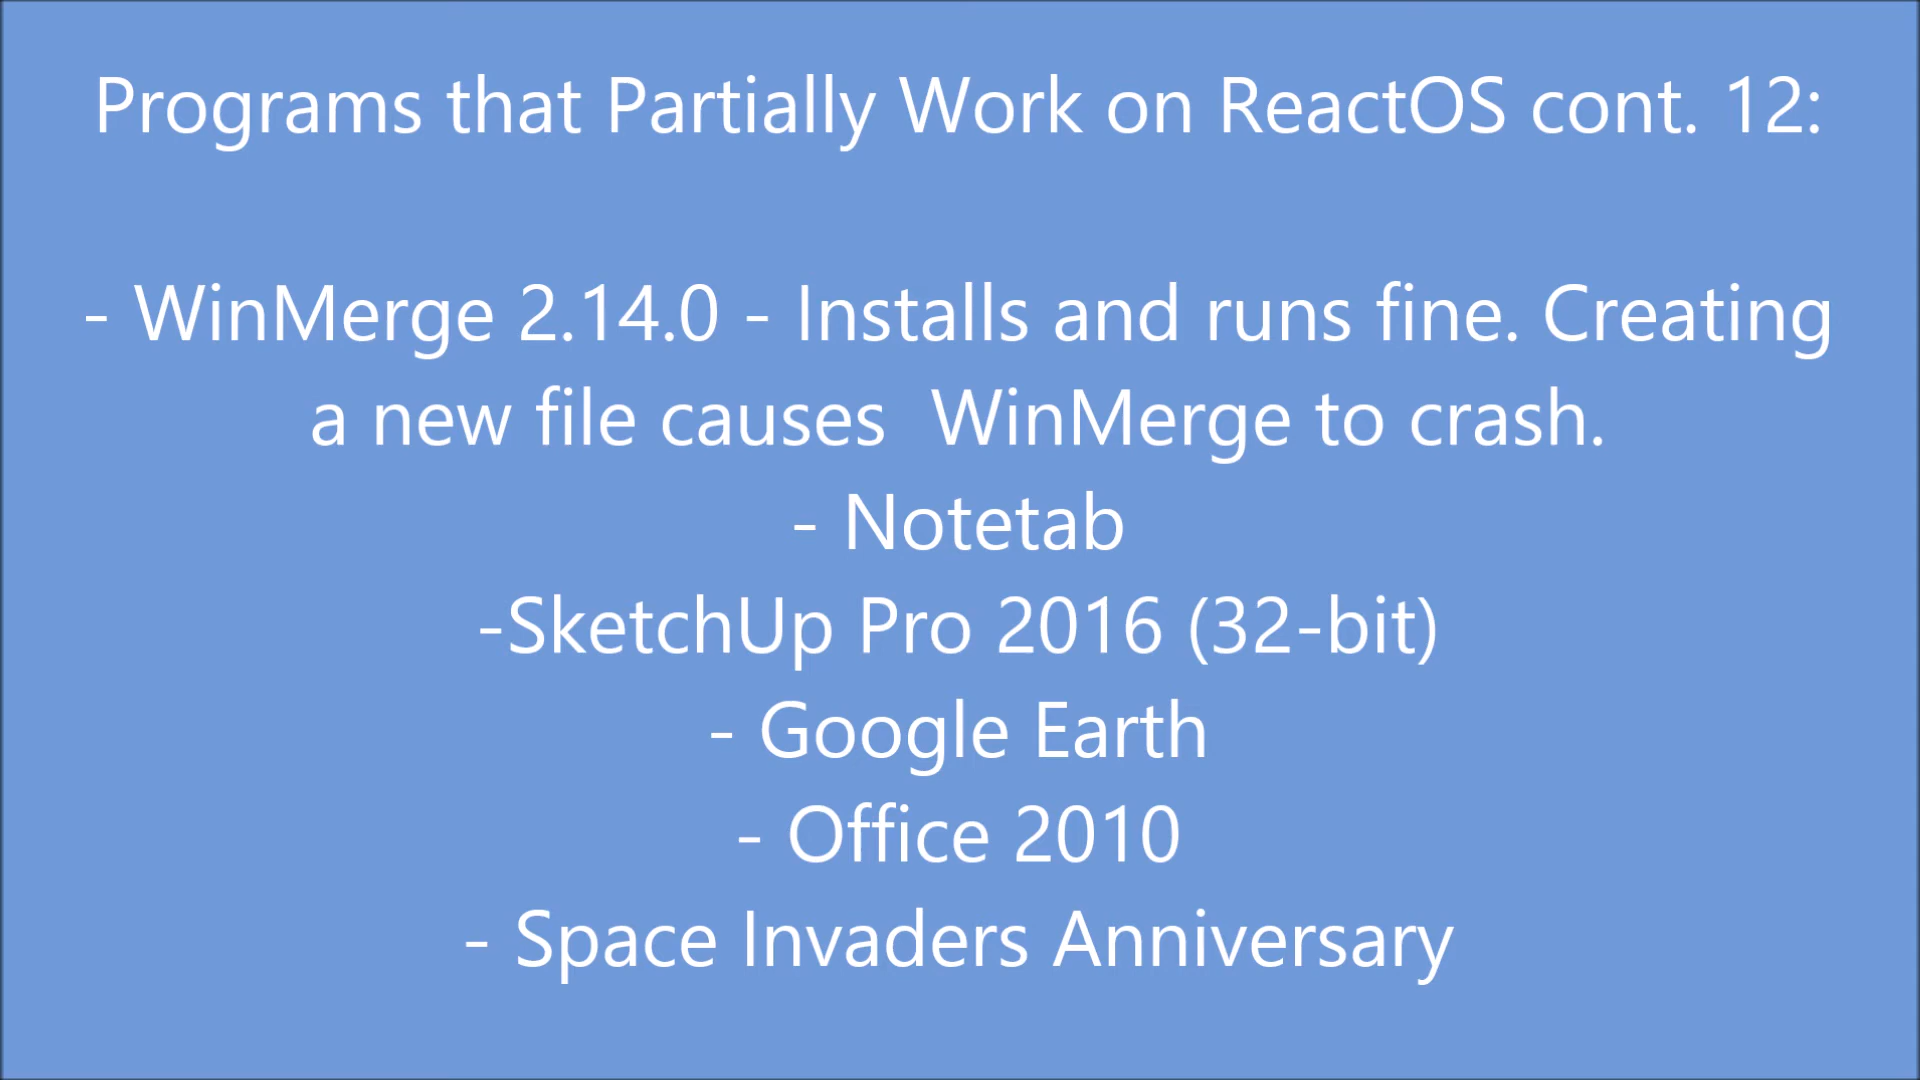 Programs that Partially Work on ReactOS cont. 12:
- WinMerge 2.14.0 - Installs and runs fine. Creating
a new file causes  WinMerge to crash.
- Notetab
-SketchUp Pro 2016 (32-bit)
- Google Earth
- Office 2010
- Space Invaders Anniversary